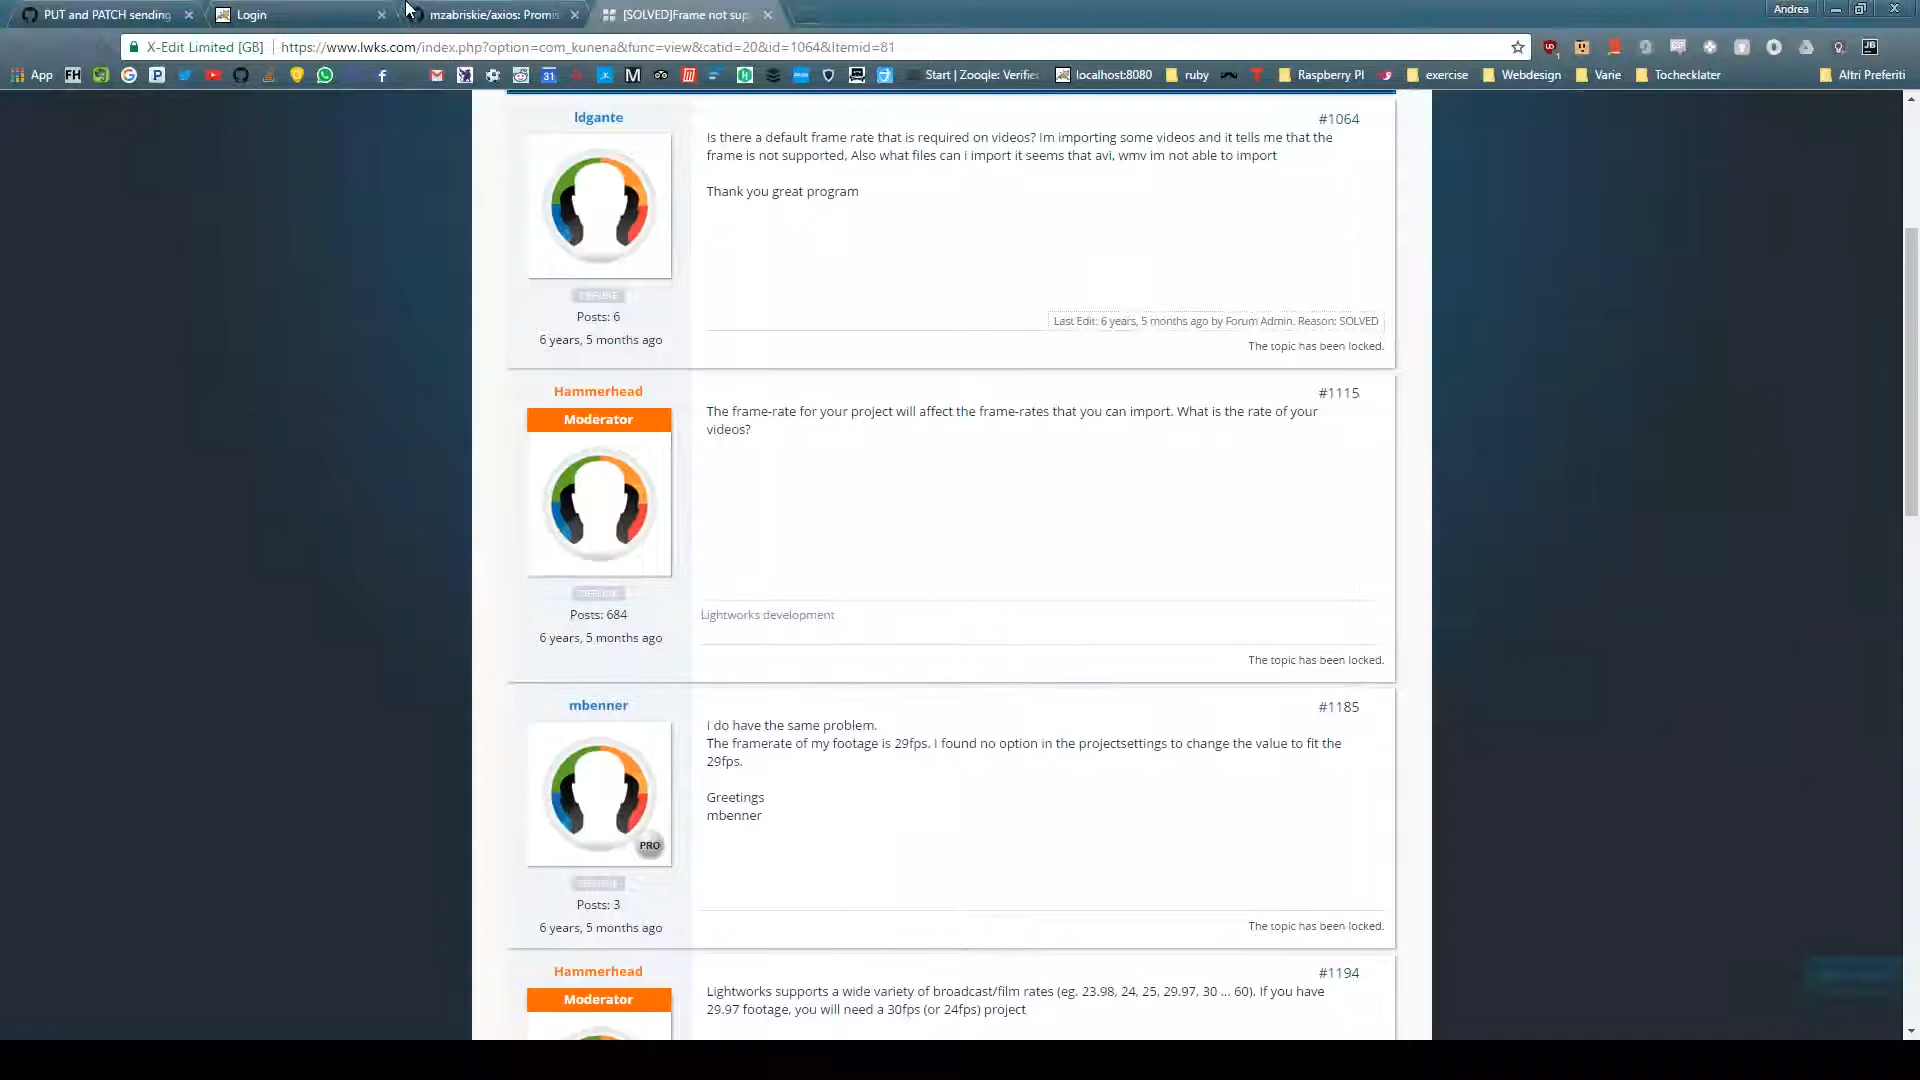 PUT and PATCH sending
Login
mzabriskie/axios: Promis
[SOLVED]Frame not sup
Andrea
X-Edit Limited [GB]
https://www.lwks.com/index.php?option=com_kunena&func=view&catid=20&id=1064&Itemid=81
App
Start | Zooqle: Verifie
localhost:8080
ruby
Raspberry PI
exercise
Webdesign
Varie
Tochecklater
Altri Preferiti
ldgante
#1064
Is there a default frame rate that is required on videos? Im importing some videos and it tells me that the
frame is not supported, Also what files can i import it seems that avi, wmv im not able to import
Thank you great program
OFFLINE
Posts: 6
6 years, 5 months ago
Last Edit: 6 years, 5 months ago by Forum Admin. Reason: SOLVED
The topic has been locked.
Hammerhead
Moderator
#1115
The frame-rate for your project will affect the frame-rates that you can import. What is the rate of your
videos?
OFFLINE
Posts: 684
6 years, 5 months ago
Lightworks development
The topic has been locked.
mbenner
#1185
I do have the same problem.
The framerate of my footage is 29fps. I found no option in the projectsettings to change the value to fit the
29fps.
Greetings
mbenner
PRO
OFFLINE
Posts: 3
6 years, 5 months ago
The topic has been locked.
Hammerhead
Moderator
#1194
Lightworks supports a wide variety of broadcast/film rates (eg. 23.98, 24, 25, 29.97, 30 ... 60). If you have
29.97 footage, you will need a 30fps (or 24fps) project